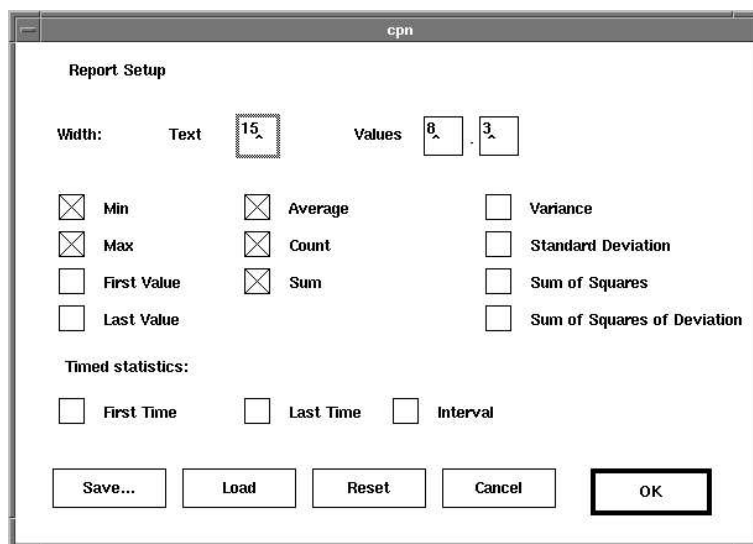 cpn
Report Setup
Width: Text 15 Values 8 . 3
Min Average Variance
Max Count Standard Deviation
First Value Sum Sum of Squares
Last Value Sum of Squares of Deviation
Timed statistics:
First Time Last Time Interval
Save... Load Reset Cancel OK